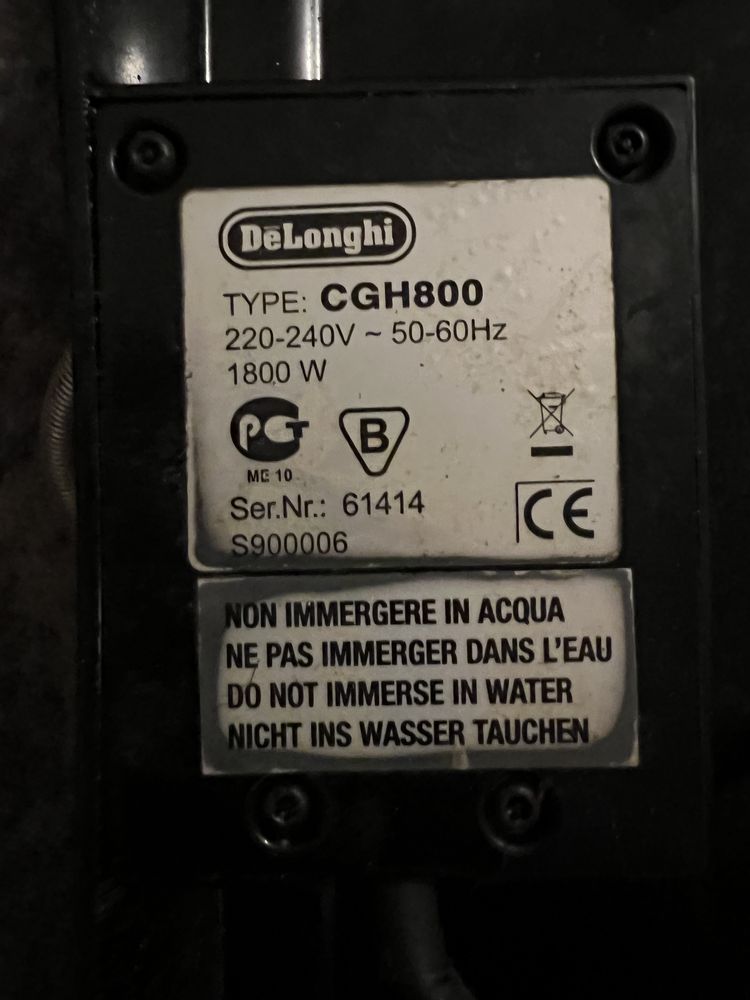 DeLonghi
TYPE: CGH800
220-240V ~ 50-60Hz
1800 W
PCT
B
ME 10
Ser.Nr.: 61414
S900006
CE
NON IMMERGERE IN ACQUA
NE PAS IMMERGER DANS L'EAU
DO NOT IMMERSE IN WATER
NICHT INS WASSER TAUCHEN